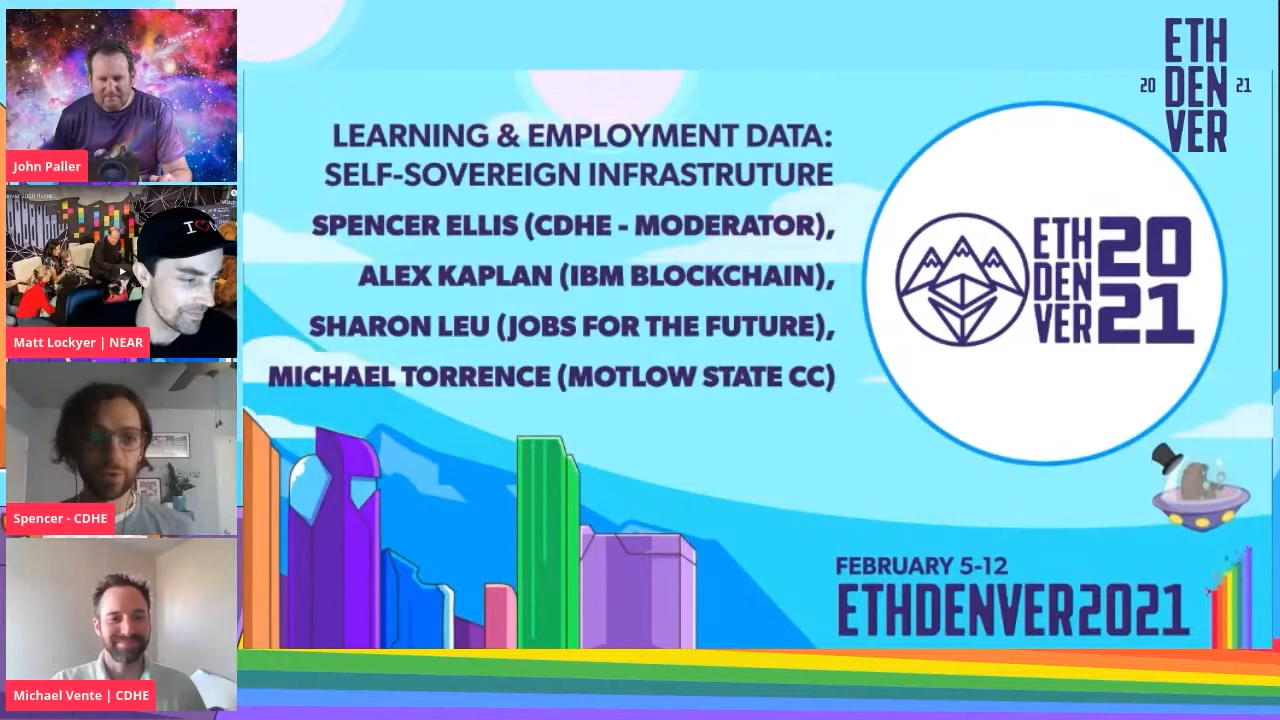 John Paller
I
Matt Lockyer | NEAR
Spencer - CDHE
Michael Vente | CDHE
LEARNING & EMPLOYMENT DATA:
SELF-SOVEREIGN INFRASTRUTURE
SPENCER ELLIS (CDHE - MODERATOR),
ALEX KAPLAN (IBM BLOCKCHAIN),
SHARON LEU (JOBS FOR THE FUTURE),
MICHAEL TORRENCE (MOTLOW STATE CC)
ETH
20 DEN 21
VER
ETH 20
DEN
VER 21
FEBRUARY 5-12
ETHDENVER2021